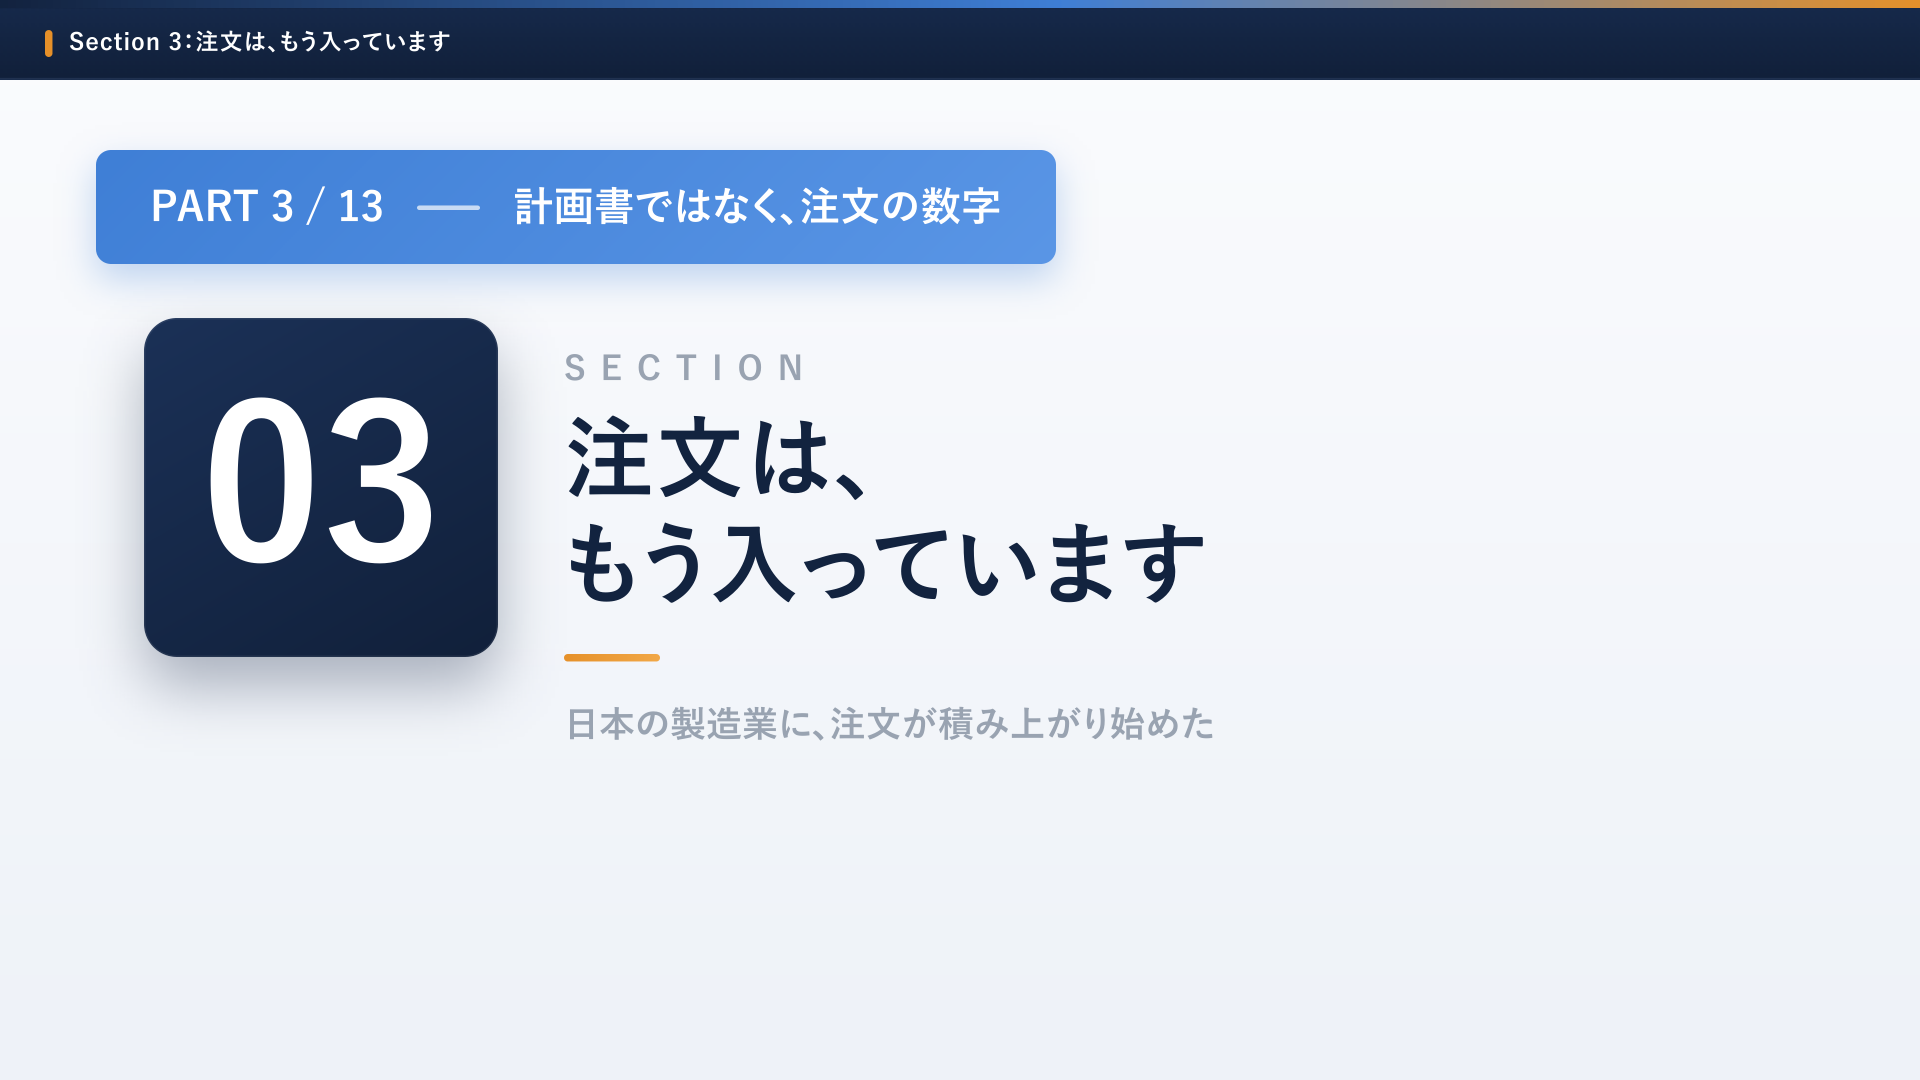 Section 3：注文は、もう入っています
PART 3 / 13 — 計画書ではなく、注文の数字
03
SECTION
注文は、
もう入っています
日本の製造業に、注文が積み上がり始めた